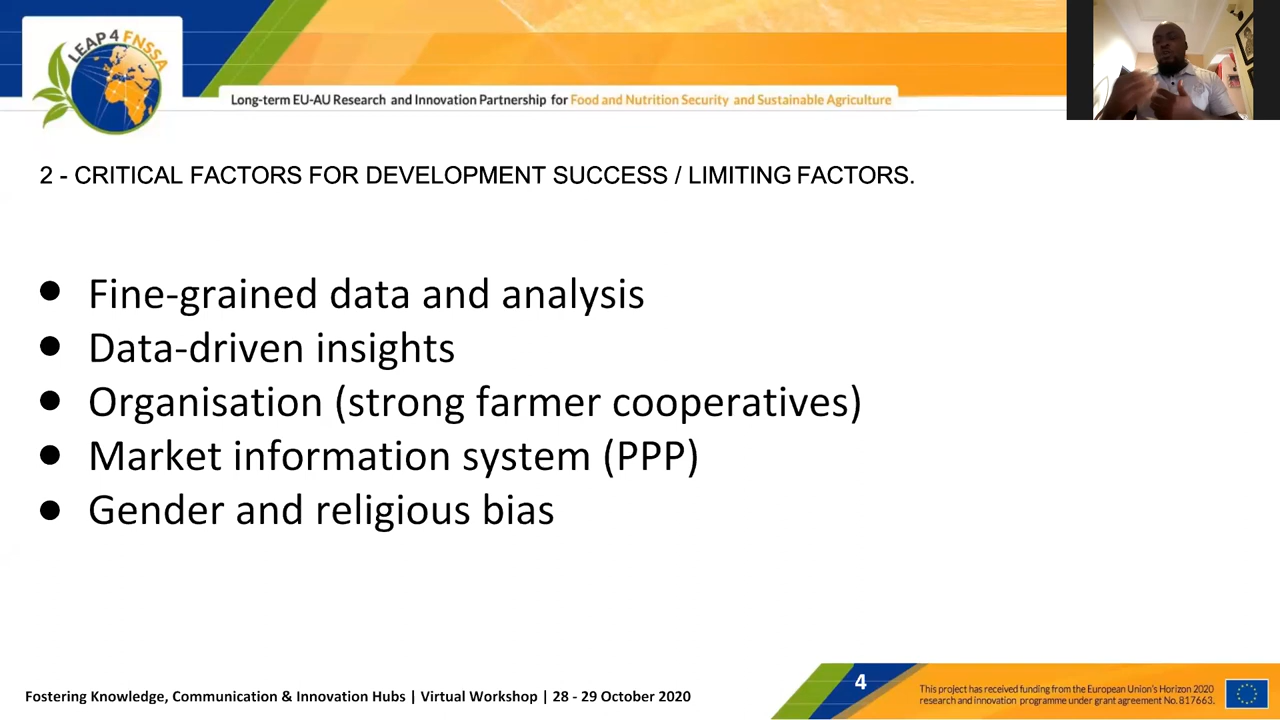 LEAP 4 FNSSA
Long-term EU-AU Research and Innovation Partnership for Food and Nutrition Security and Sustainable Agriculture
2 - CRITICAL FACTORS FOR DEVELOPMENT SUCCESS / LIMITING FACTORS.
● Fine-grained data and analysis
● Data-driven insights
● Organisation (strong farmer cooperatives)
● Market information system (PPP)
● Gender and religious bias
Fostering Knowledge, Communication & Innovation Hubs | Virtual Workshop | 28 - 29 October 2020
4
This project has received funding from the European Union's Horizon 2020
research and innovation programme under grant agreement No. 817663.